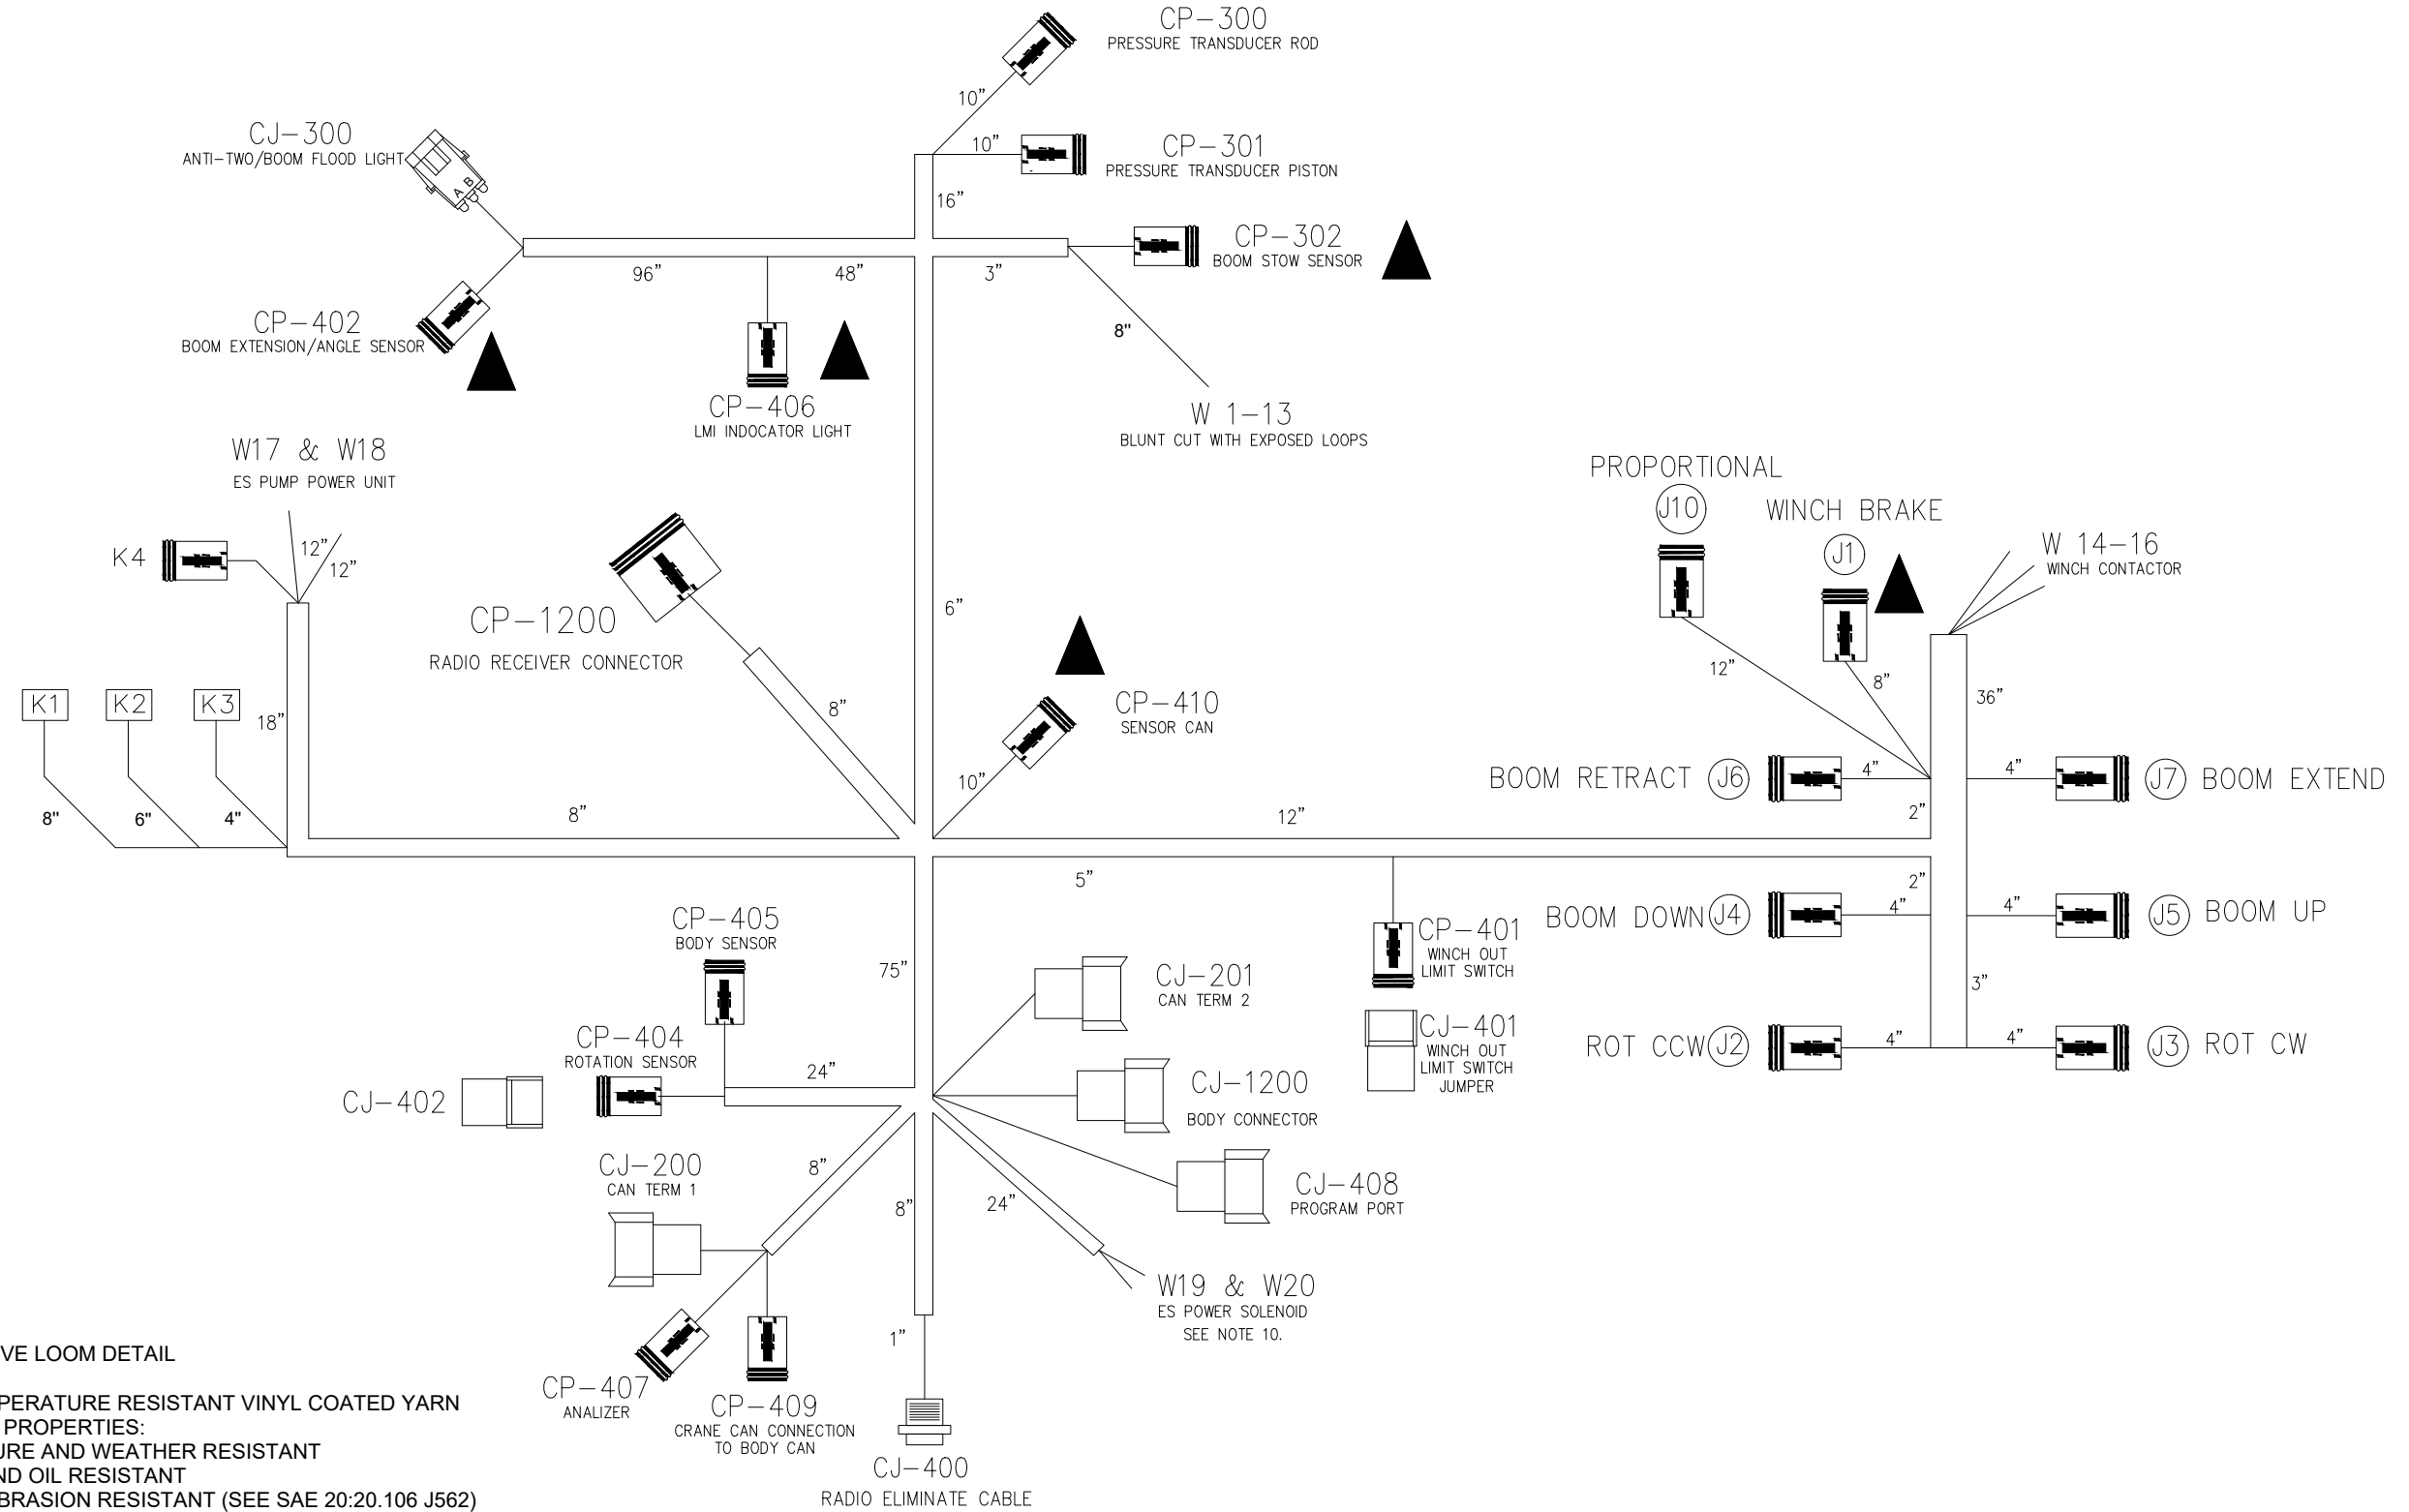 CP-300
PRESSURE TRANSDUCER ROD
10”
CJ-300
ANTI-TWO/BOOM FLOOD LIGHT
A B
10”
CP-301
PRESSURE TRANSDUCER PISTON
16”
CP-302
BOOM STOW SENSOR
96”
48”
3”
CP-402
BOOM EXTENSION/ANGLE SENSOR
8"
CP-406
LMI INDOCATOR LIGHT
W 1-13
BLUNT CUT WITH EXPOSED LOOPS
W17 & W18
ES PUMP POWER UNIT
K4
12”
12”
PROPORTIONAL
J10
WINCH BRAKE
J1
W 14-16
WINCH CONTACTOR
CP-1200
RADIO RECEIVER CONNECTOR
6”
12”
8”
36”
K1
K2
K3
18”
8”
CP-410
SENSOR CAN
10”
BOOM RETRACT J6
4”
4”
J7 BOOM EXTEND
8"
6"
4"
8”
12”
2”
5”
2”
CP-405
BODY SENSOR
75”
CP-401
WINCH OUT
LIMIT SWITCH
BOOM DOWN J4
4”
4”
J5 BOOM UP
CJ-201
CAN TERM 2
3”
CP-404
ROTATION SENSOR
CJ-401
WINCH OUT
LIMIT SWITCH
JUMPER
ROT CCW J2
4”
4”
J3 ROT CW
24”
CJ-402
CJ-1200
BODY CONNECTOR
CJ-200
CAN TERM 1
8”
8”
24”
CJ-408
PROGRAM PORT
W19 & W20
ES POWER SOLENOID
SEE NOTE 10.
1”
CP-407
ANALIZER
CP-409
CRANE CAN CONNECTION
TO BODY CAN
CJ-400
RADIO ELIMINATE CABLE
VE LOOM DETAIL
PERATURE RESISTANT VINYL COATED YARN
PROPERTIES:
URE AND WEATHER RESISTANT
ND OIL RESISTANT
BRASION RESISTANT (SEE SAE 20:20.106 J562)